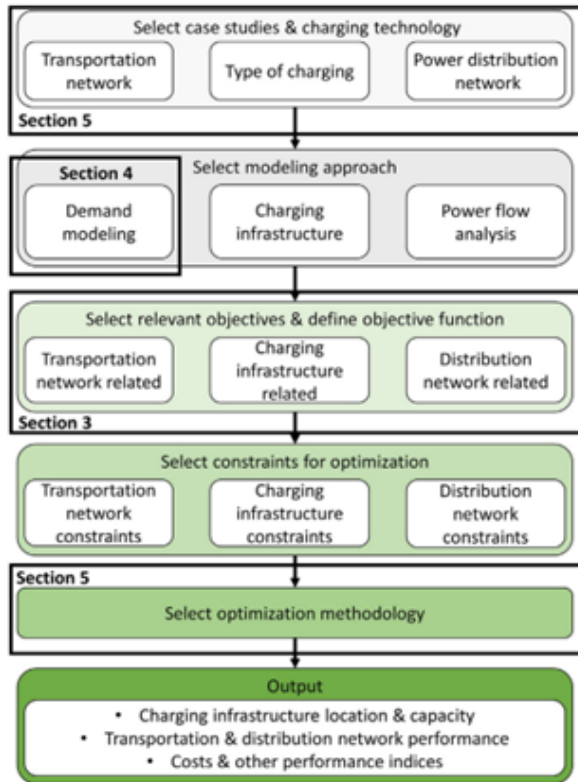 Select case studies & charging technology
Transportation
network
Type of charging
Power distribution
network
Section 5
Section 4
Select modeling approach
Demand
modeling
Charging
infrastructure
Power flow
analysis
Select relevant objectives & define objective function
Transportation
network related
Charging
infrastructure
related
Distribution
network related
Section 3
Select constraints for optimization
Transportation
network
constraints
Charging
infrastructure
constraints
Distribution
network
constraints
Section 5
Select optimization methodology
Output
• Charging infrastructure location & capacity
• Transportation & distribution network performance
• Costs & other performance indices